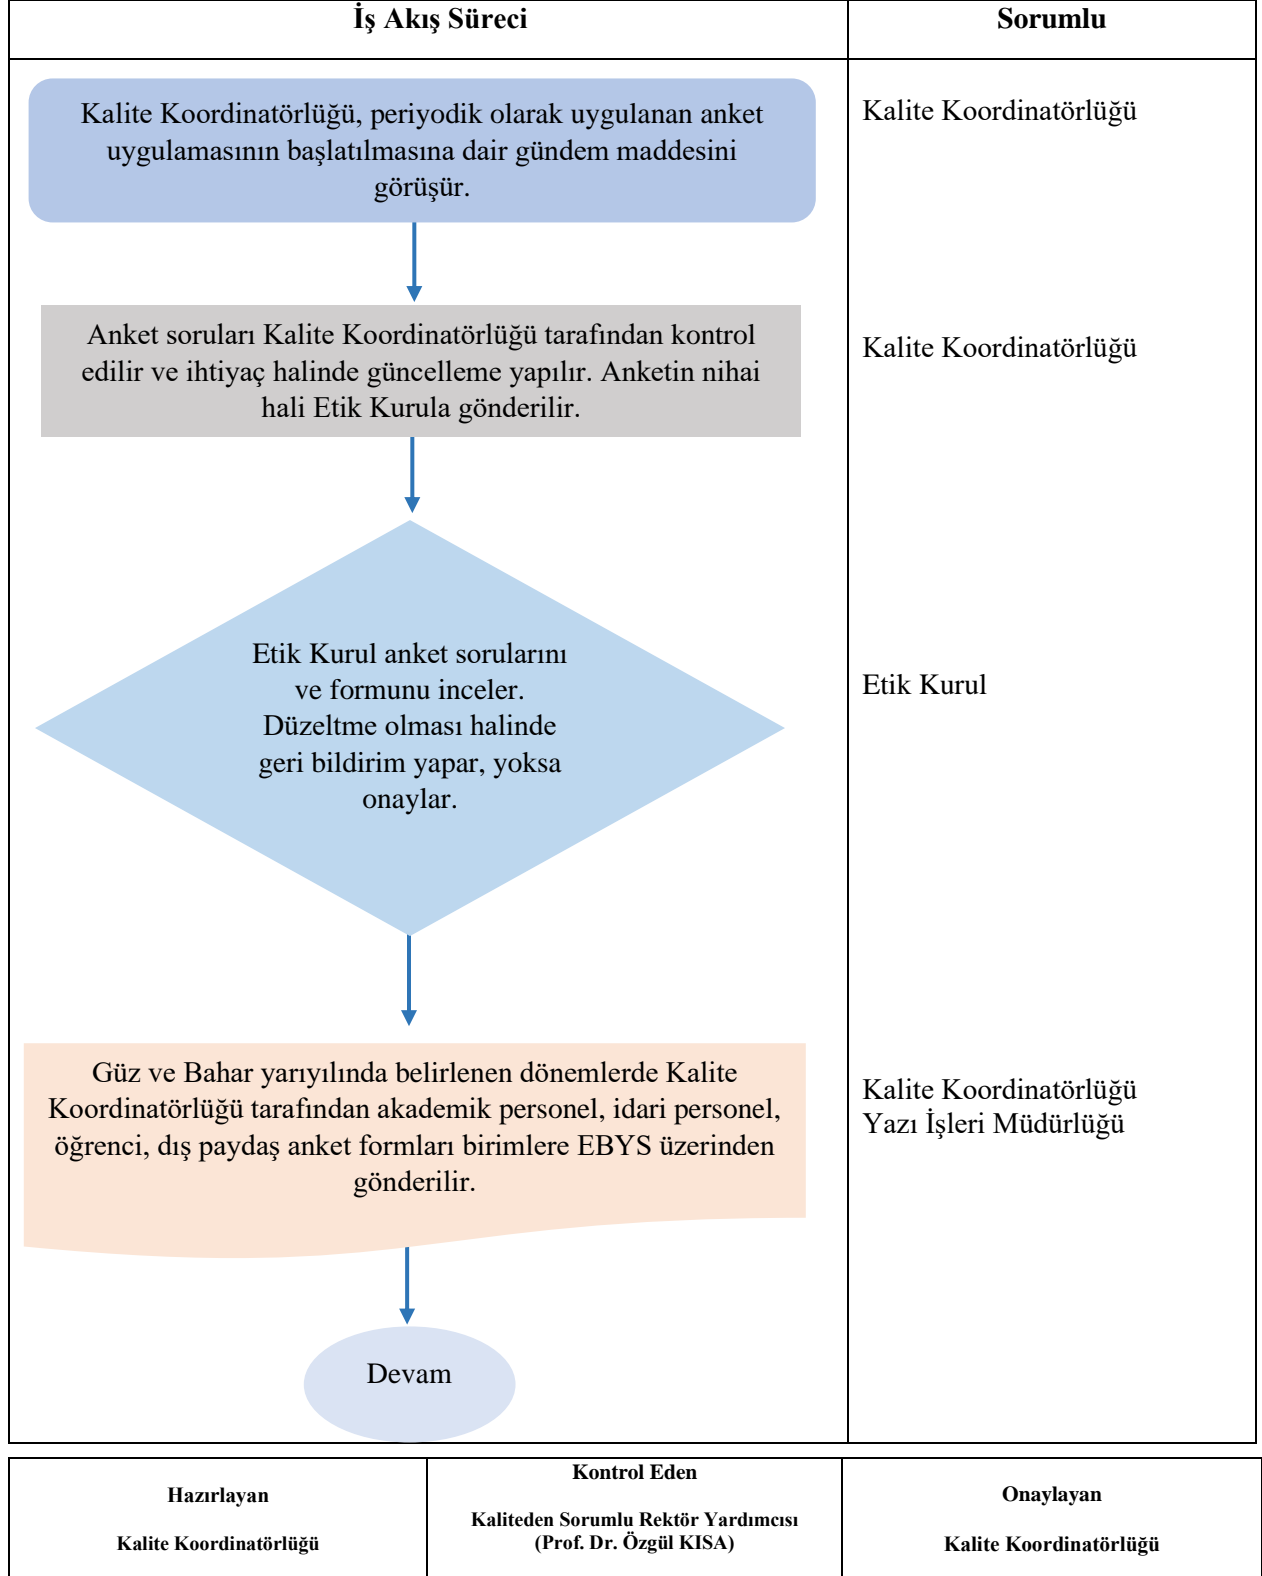 İş Akış Süreci
Sorumlu
Kalite Koordinatörlüğü, periyodik olarak uygulanan anket
uygulamasının başlatılmasına dair gündem maddesini
görüşür.
Kalite Koordinatörlüğü
Anket soruları Kalite Koordinatörlüğü tarafından kontrol
edilir ve ihtiyaç halinde güncelleme yapılır. Anketin nihai
hali Etik Kurula gönderilir.
Kalite Koordinatörlüğü
Etik Kurul anket sorularını
ve formunu inceler.
Düzeltme olması halinde
geri bildirim yapar, yoksa
onaylar.
Etik Kurul
Güz ve Bahar yarıyılında belirlenen dönemlerde Kalite
Koordinatörlüğü tarafından akademik personel, idari personel,
öğrenci, dış paydaş anket formları birimlere EBYS üzerinden
gönderilir.
Kalite Koordinatörlüğü
Yazı İşleri Müdürlüğü
Devam
Hazırlayan
Kalite Koordinatörlüğü
Kontrol Eden
Kaliteden Sorumlu Rektör Yardımcısı
(Prof. Dr. Özgül KISA)
Onaylayan
Kalite Koordinatörlüğü